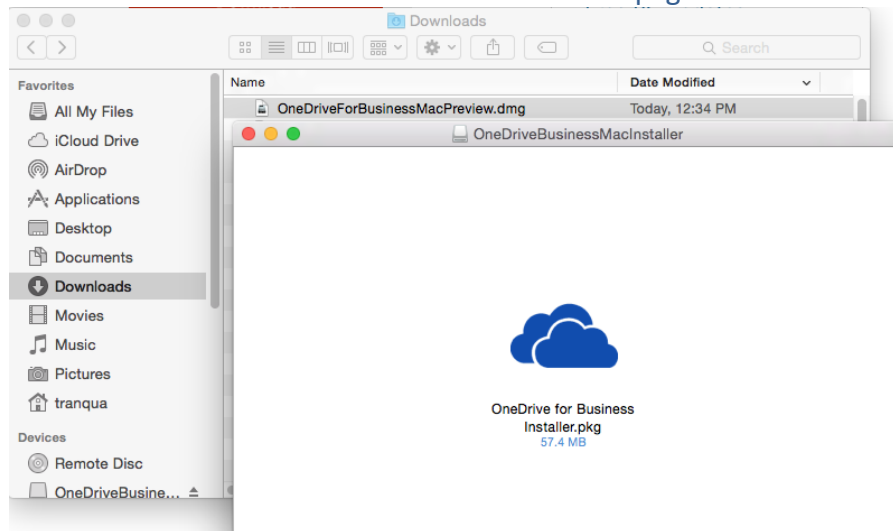 Downloads
Search
Favorites
All My Files
iCloud Drive
AirDrop
Applications
Desktop
Documents
Downloads
Movies
Music
Pictures
tranqua
Devices
Remote Disc
OneDriveBusine...
Name Date Modified
OneDriveForBusinessMacPreview.dmg Today, 12:34 PM
OneDriveBusinessMacInstaller
OneDrive for Business
Installer.pkg
57.4 MB